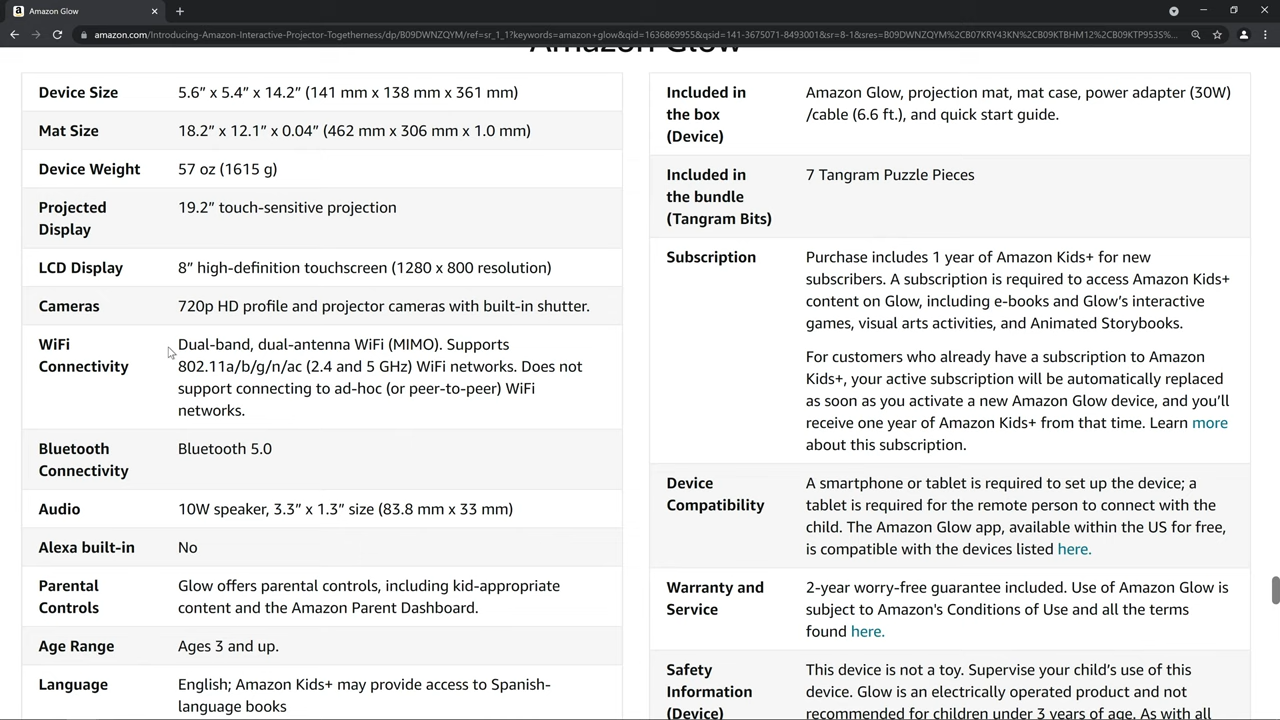 Amazon Glow
amazon.com/Introducing-Amazon-Interactive-Projector-Togetherness/dp/B09DWNZQYM/ref=sr_1_1?keywords=amazon+glow&qid=1636869955&qsid=141-3675071-8493001&sr=8-1&sres=B09DWNZQYM%2CB07KRY43KN%2CB09KTBHM12%2CB09KTP953S%...
Amazon Glow
Device Size 5.6” x 5.4” x 14.2” (141 mm x 138 mm x 361 mm)
Mat Size 18.2” x 12.1” x 0.04” (462 mm x 306 mm x 1.0 mm)
Device Weight 57 oz (1615 g)
Projected 19.2” touch-sensitive projection
Display
LCD Display 8” high-definition touchscreen (1280 x 800 resolution)
Cameras 720p HD profile and projector cameras with built-in shutter.
WiFi Dual-band, dual-antenna WiFi (MIMO). Supports
Connectivity 802.11a/b/g/n/ac (2.4 and 5 GHz) WiFi networks. Does not
support connecting to ad-hoc (or peer-to-peer) WiFi
networks.
Bluetooth Bluetooth 5.0
Connectivity
Audio 10W speaker, 3.3” x 1.3” size (83.8 mm x 33 mm)
Alexa built-in No
Parental Glow offers parental controls, including kid-appropriate
Controls content and the Amazon Parent Dashboard.
Age Range Ages 3 and up.
Language English; Amazon Kids+ may provide access to Spanish-
language books
Included in Amazon Glow, projection mat, mat case, power adapter (30W)
the box /cable (6.6 ft.), and quick start guide.
(Device)
Included in 7 Tangram Puzzle Pieces
the bundle
(Tangram Bits)
Subscription Purchase includes 1 year of Amazon Kids+ for new
subscribers. A subscription is required to access Amazon Kids+
content on Glow, including e-books and Glow’s interactive
games, visual arts activities, and Animated Storybooks.
For customers who already have a subscription to Amazon
Kids+, your active subscription will be automatically replaced
as soon as you activate a new Amazon Glow device, and you’ll
receive one year of Amazon Kids+ from that time. Learn more
about this subscription.
Device A smartphone or tablet is required to set up the device; a
Compatibility tablet is required for the remote person to connect with the
child. The Amazon Glow app, available within the US for free,
is compatible with the devices listed here.
Warranty and 2-year worry-free guarantee included. Use of Amazon Glow is
Service subject to Amazon's Conditions of Use and all the terms
found here.
Safety This device is not a toy. Supervise your child’s use of this
Information device. Glow is an electrically operated product and not
(Device) recommended for children under 3 years of age. As with all